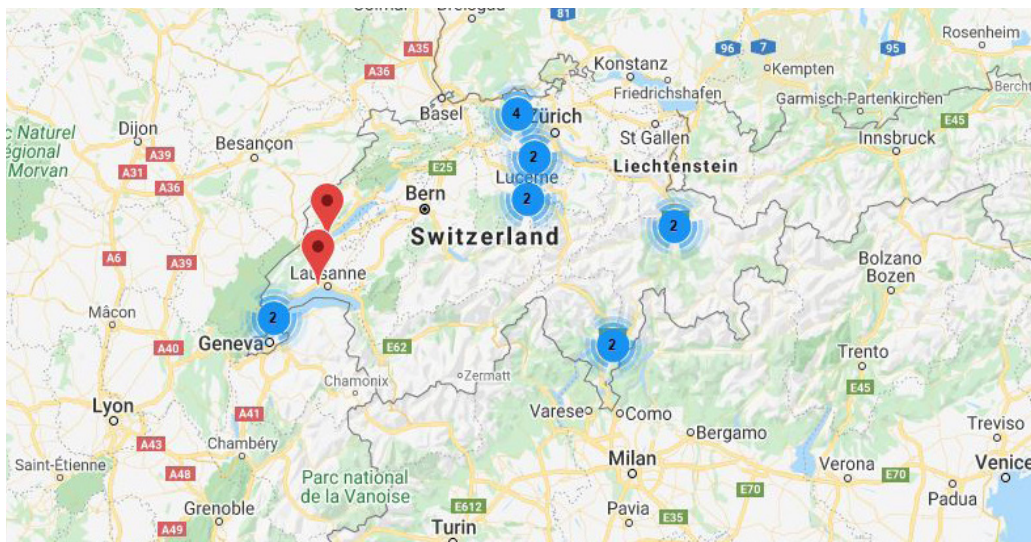 81
A35
96
7
95
Rosenheim
A36
Konstanz
Kempten
Friedrichshafen
Basel
4
Zürich
Garmisch-Partenkirchen
Dijon
Naturel
régional
Morvan
A39
A31
A36
Besançon
E25
2
Lucerne
St Gallen
Liechtenstein
E45
Innsbruck
Bern
2
Switzerland
2
A6
A39
Lausanne
Bolzano
Bozen
Mâcon
2
Geneva
A40
E62
2
Chamonix
Zermatt
Trento
E45
Lyon
A41
Varese
Como
A43
Chambéry
Bergamo
Treviso
Saint-Étienne
A48
Parc national
de la Vanoise
Milan
E70
Verona
E70
Venice
Padua
Grenoble
E612
Pavia
E35
A49
Turin